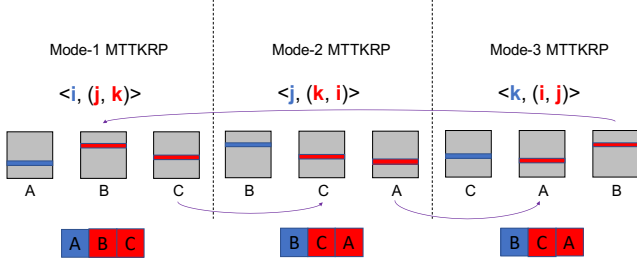 Mode-1 MTTKRP Mode-2 MTTKRP Mode-3 MTTKRP
<i, (j, k)> <j, (k, i)> <k, (i, j)>
A B C B C A C A B
A B C B C A B C A